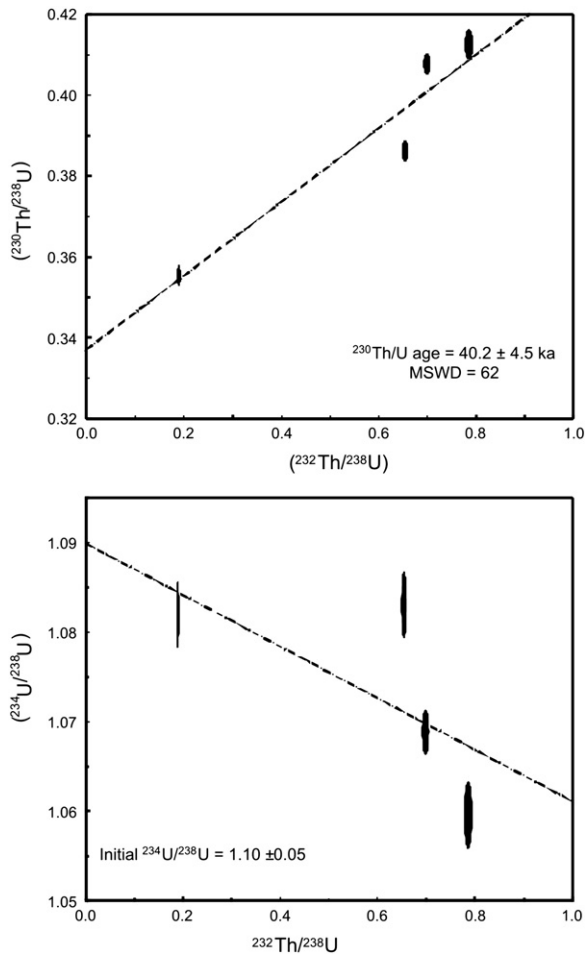 0.42
0.40
0.38
0.36
0.34
0.32
(²³⁰Th/²³⁸U)
²³⁰Th/U age = 40.2 ± 4.5 ka
MSWD = 62
0.0 0.2 0.4 0.6 0.8 1.0
(²³²Th/²³⁸U)
1.09
1.08
1.07
1.06
1.05
(²³⁴U/²³⁸U)
Initial ²³⁴U/²³⁸U = 1.10 ±0.05
0.0 0.2 0.4 0.6 0.8 1.0
²³²Th/²³⁸U